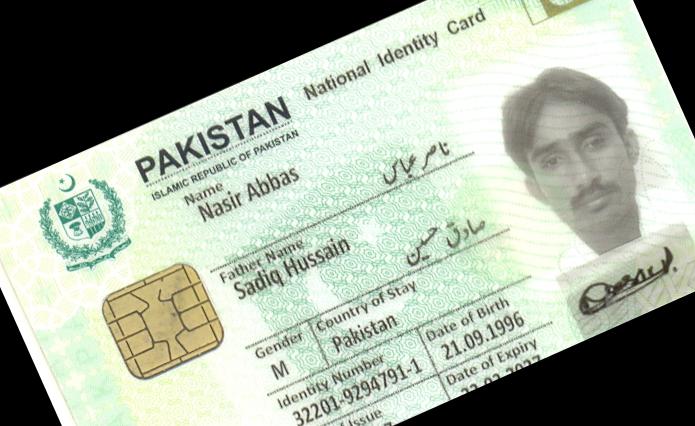 PAKISTAN National Identity Card
ISLAMIC REPUBLIC OF PAKISTAN
Name
Nasir Abbas
ناصر عباس
Father Name
Sadiq Hussain
صادق حسین
Gender Country of Stay
M Pakistan
Identity Number Date of Birth
32201-9294791-1 21.09.1996
of Issue Date of Expiry